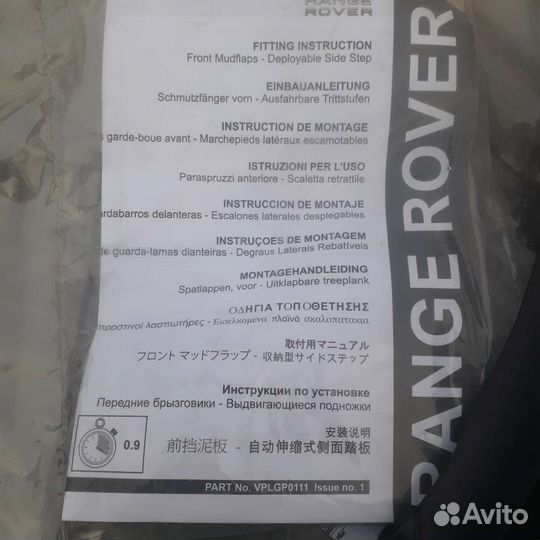 RANGE
ROVER
FITTING INSTRUCTION
Front Mudflaps - Deployable Side Step
EINBAUANLEITUNG
Schmutzfänger vorn - Ausfahrbare Trittstufen
INSTRUCTION DE MONTAGE
garde-boue avant - Marchepieds latéraux escamotables
ISTRUZIONI PER L'USO
Paraspruzzi anteriore - Scaletta retrattile
INSTRUCCION DE MONTAJE
ardabarros delanteras - Escalones laterales desplegables
INSTRUÇOES DE MONTAGEM
de guarda-lamas dianteiras - Degraus Laterais Rebatíveis
MONTAGEHANDLEIDING
Spatlappen, voor - Uitklapbare treeplank
ΟΔΗΓΙΑ ΤΟΠΟΘΕΤΗΣΗΣ
προστινοί λασπωτήρες - Εισελκομενα πλαϊνά σκαλοπατακια
取付用マニュアル
フロント マッドフラップ - 収納型サイドステップ
Инструкции по установке
Передние брызговики - Выдвигающиеся подножки
安装说明
前挡泥板 - 自动伸缩式侧面踏板
0.9
PART No. VPLGP0111 Issue no. 1
RANGE ROVER
Avito